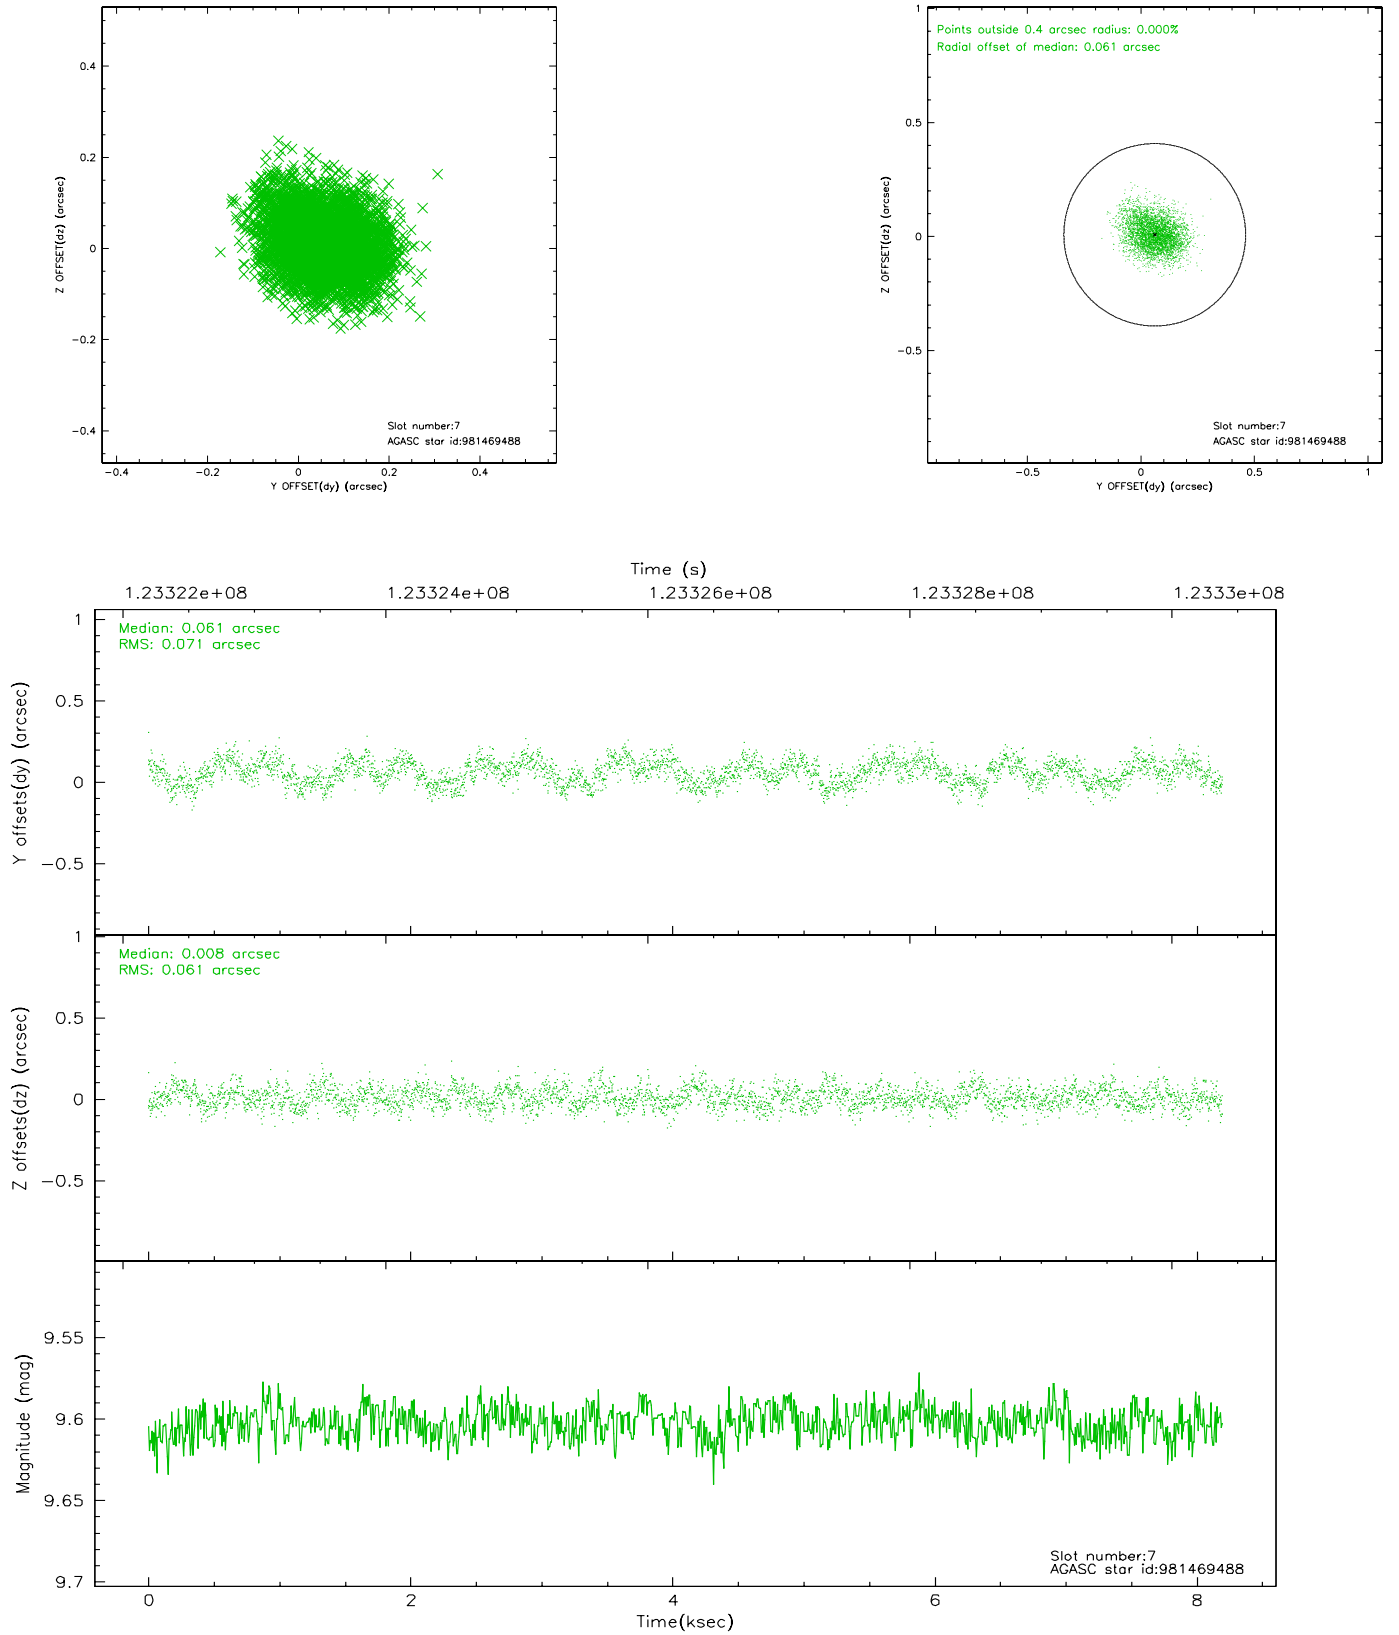 0.4
0.2
0
−0.2
−0.4
Z OFFSET(dz) (arcsec)
Slot number:7
AGASC star id:981469488
−0.4
−0.2
0
0.2
0.4
Y OFFSET(dy) (arcsec)
Points outside 0.4 arcsec radius: 0.000%
Radial offset of median: 0.061 arcsec
1
0.5
0
−0.5
Z OFFSET(dz) (arcsec)
Slot number:7
AGASC star id:981469488
−0.5
0
0.5
1
Y OFFSET(dy) (arcsec)
Time (s)
1.23322e+08
1.23324e+08
1.23326e+08
1.23328e+08
1.2333e+08
Median: 0.061 arcsec
RMS: 0.071 arcsec
1
0.5
0
−0.5
Y offsets(dy) (arcsec)
Median: 0.008 arcsec
RMS: 0.061 arcsec
1
0.5
0
−0.5
Z offsets(dz) (arcsec)
9.55
9.6
9.65
9.7
Magnitude (mag)
Slot number:7
AGASC star id:981469488
0
2
4
6
8
Time(ksec)